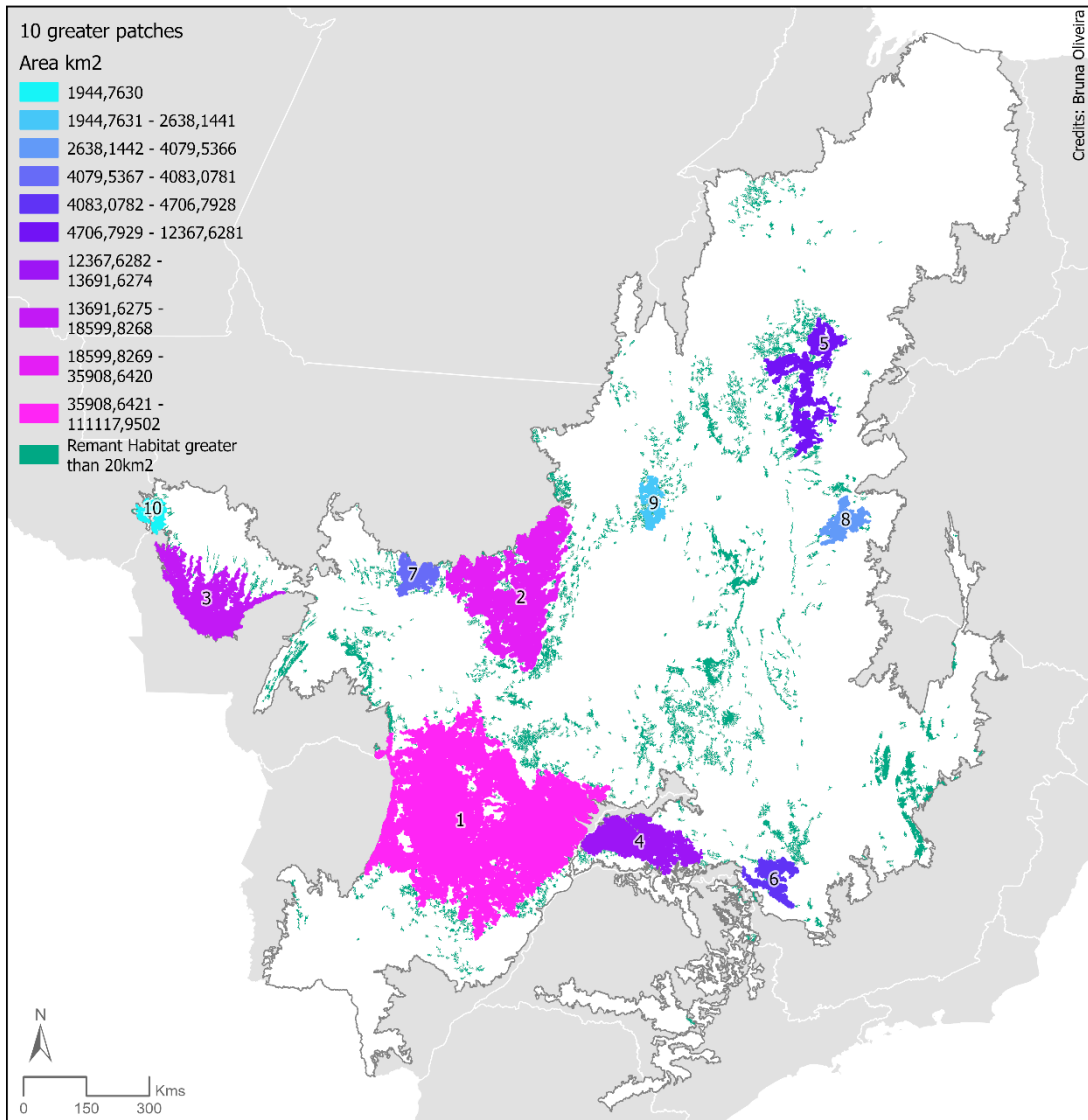 10 greater patches
Area km2
1944,7630
1944,7631 - 2638,1441
2638,1442 - 4079,5366
4079,5367 - 4083,0781
4083,0782 - 4706,7928
4706,7929 - 12367,6281
12367,6282 -
13691,6274
13691,6275 -
18599,8268
18599,8269 -
35908,6420
35908,6421 -
111117,9502
Remant Habitat greater
than 20km2
Credits: Bruna Oliveira
5
10
9
8
7
3
2
1
4
6
N
Kms
0 150 300